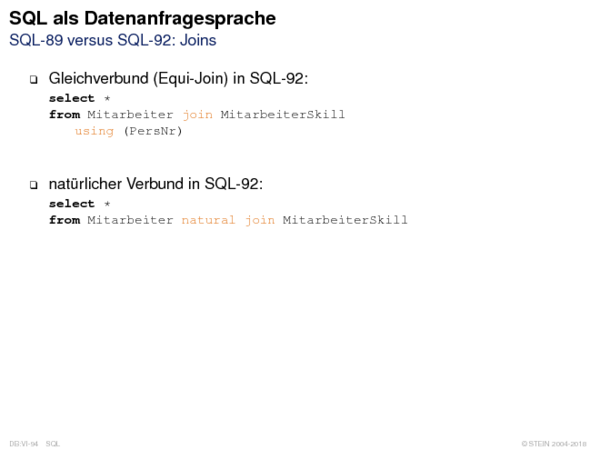 SQL als Datenanfragesprache
SQL-89 versus SQL-92: Joins
❑ Gleichverbund (Equi-Join) in SQL-92:
select *
from Mitarbeiter join MitarbeiterSkill
using (PersNr)
❑ natürlicher Verbund in SQL-92:
select *
from Mitarbeiter natural join MitarbeiterSkill
DB:VI-94 SQL
© STEIN 2004-2018